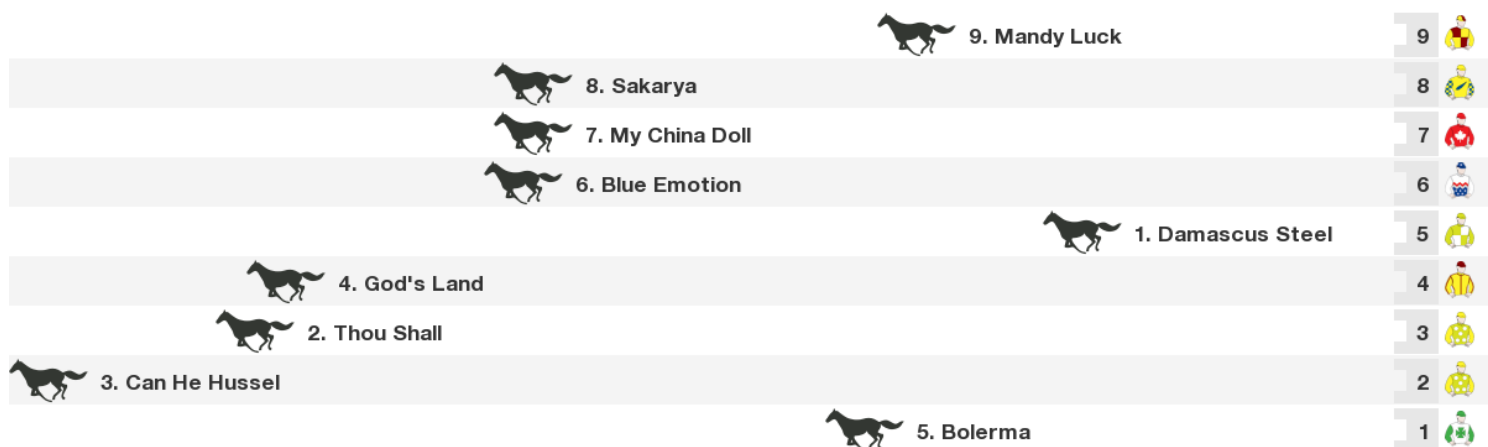 9. Mandy Luck 9
8. Sakarya 8
7. My China Doll 7
6. Blue Emotion 6
1. Damascus Steel 5
4. God's Land 4
2. Thou Shall 3
3. Can He Hussel 2
5. Bolerma 1